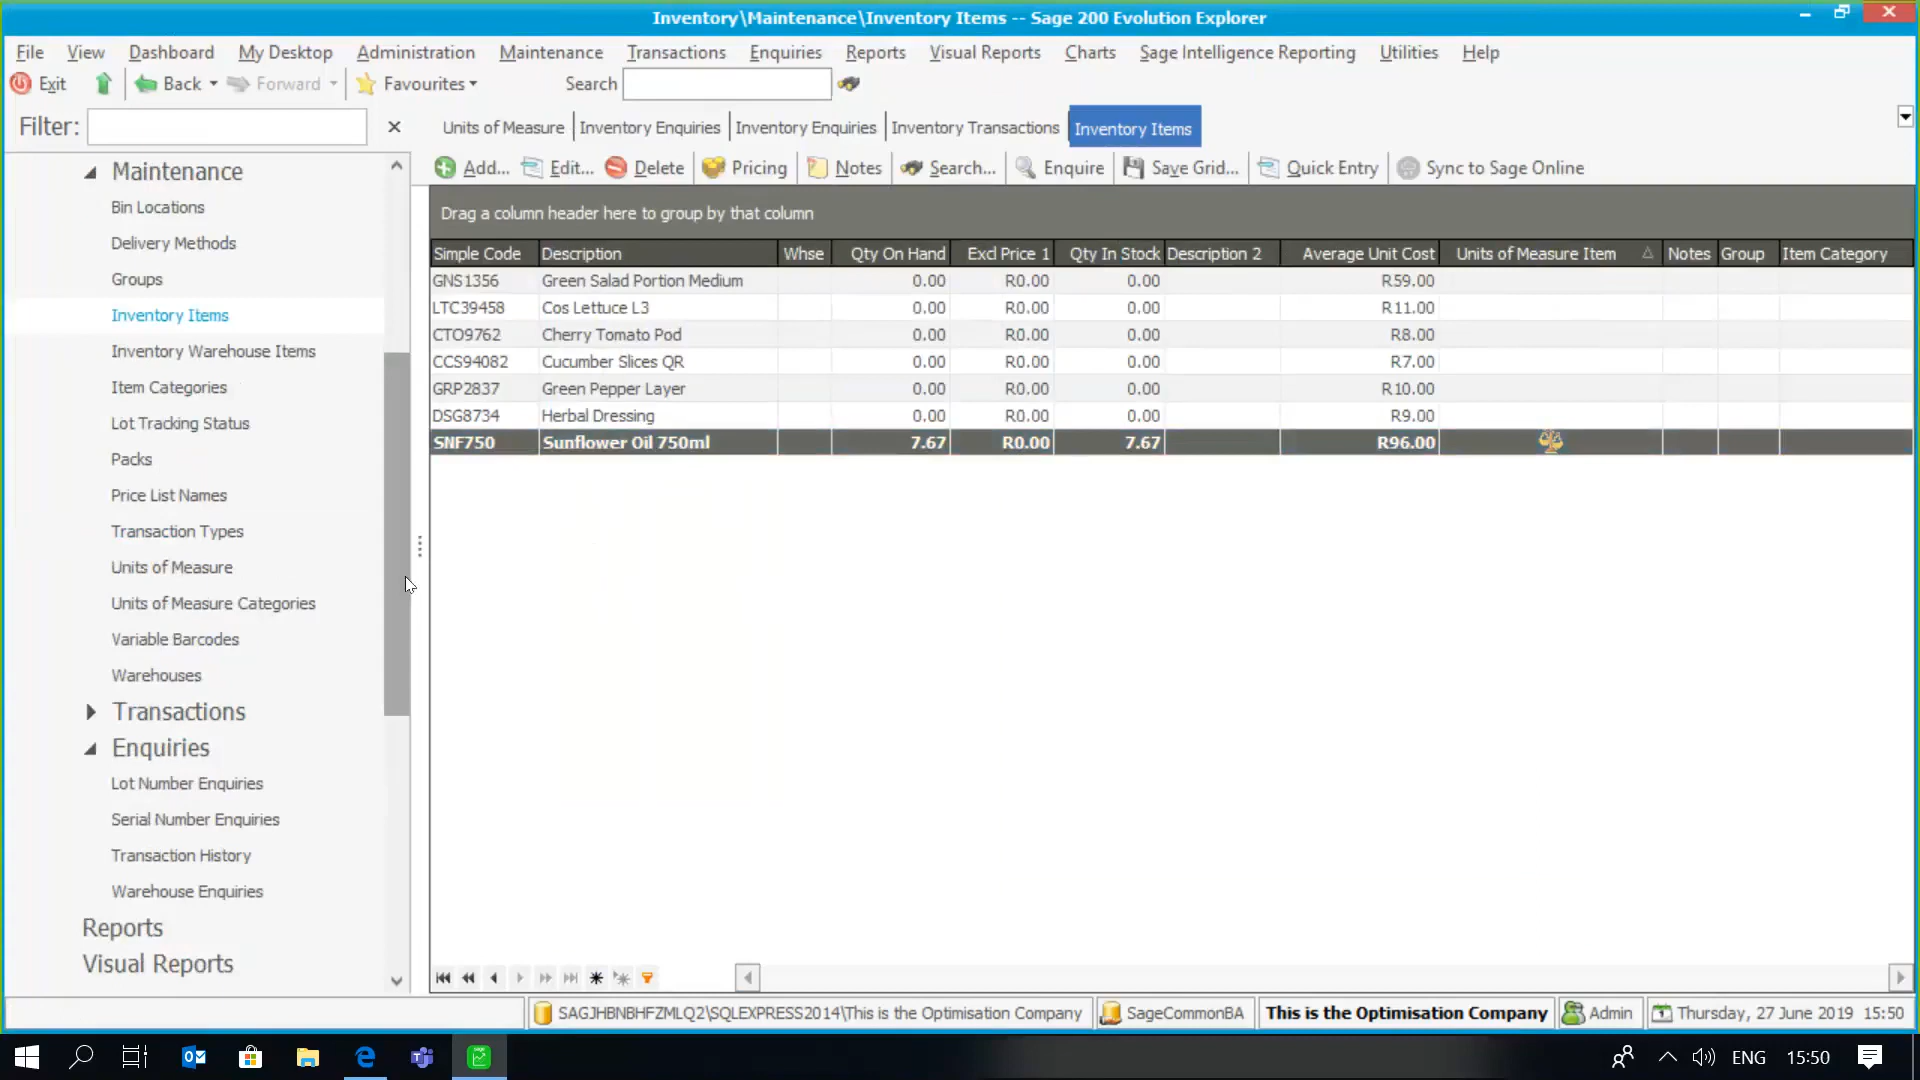 Inventory\Maintenance\Inventory Items -- Sage 200 Evolution Explorer
File View Dashboard My Desktop Administration Maintenance Transactions Enquiries Reports Visual Reports Charts Sage Intelligence Reporting Utilities Help
Exit Back Forward Favourites Search
Filter:
Units of Measure Inventory Enquiries Inventory Enquiries Inventory Transactions Inventory Items
Add... Edit... Delete Pricing Notes Search... Enquire Save Grid... Quick Entry Sync to Sage Online
Maintenance
Bin Locations
Delivery Methods
Groups
Inventory Items
Inventory Warehouse Items
Item Categories
Lot Tracking Status
Packs
Price List Names
Transaction Types
Units of Measure
Units of Measure Categories
Variable Barcodes
Warehouses
Transactions
Enquiries
Lot Number Enquiries
Serial Number Enquiries
Transaction History
Warehouse Enquiries
Reports
Visual Reports
Drag a column header here to group by that column
Simple Code Description Whse Qty On Hand Excl Price 1 Qty In Stock Description 2 Average Unit Cost Units of Measure Item Notes Group Item Category
GNS1356 Green Salad Portion Medium 0.00 R0.00 0.00 R59.00
LTC39458 Cos Lettuce L3 0.00 R0.00 0.00 R11.00
CTO9762 Cherry Tomato Pod 0.00 R0.00 0.00 R8.00
CCS94082 Cucumber Slices QR 0.00 R0.00 0.00 R7.00
GRP2837 Green Pepper Layer 0.00 R0.00 0.00 R10.00
DSG8734 Herbal Dressing 0.00 R0.00 0.00 R9.00
SNF750 Sunflower Oil 750ml 7.67 R0.00 7.67 R96.00
SAGJHBNBHFZMLQ2\SQLEXPRESS2014\This is the Optimisation Company SageCommonBA This is the Optimisation Company Admin Thursday, 27 June 2019 15:50
ENG 15:50